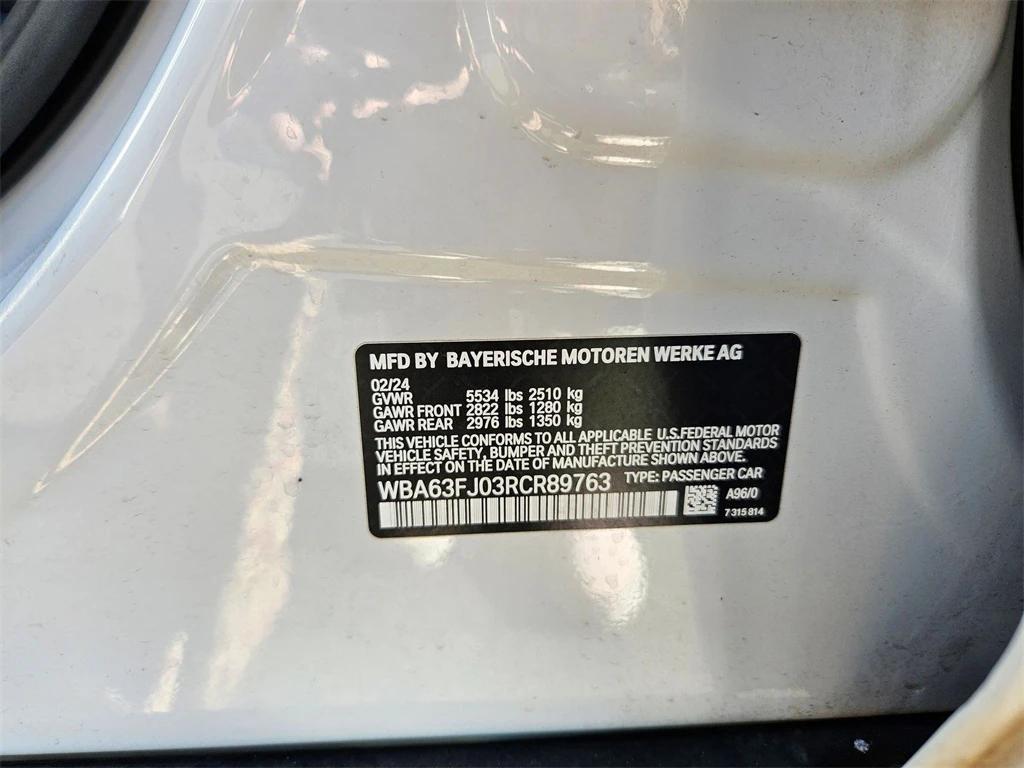 MFD BY BAYERISCHE MOTOREN WERKE AG
02/24
GVWR 5534 lbs 2510 kg
GAWR FRONT 2822 lbs 1280 kg
GAWR REAR 2976 lbs 1350 kg
THIS VEHICLE CONFORMS TO ALL APPLICABLE U.S.FEDERAL MOTOR
VEHICLE SAFETY, BUMPER AND THEFT PREVENTION STANDARDS
IN EFFECT ON THE DATE OF MANUFACTURE SHOWN ABOVE.
WBA63FJ03RCR89763 TYPE: PASSENGER CAR
A96/0
7315814